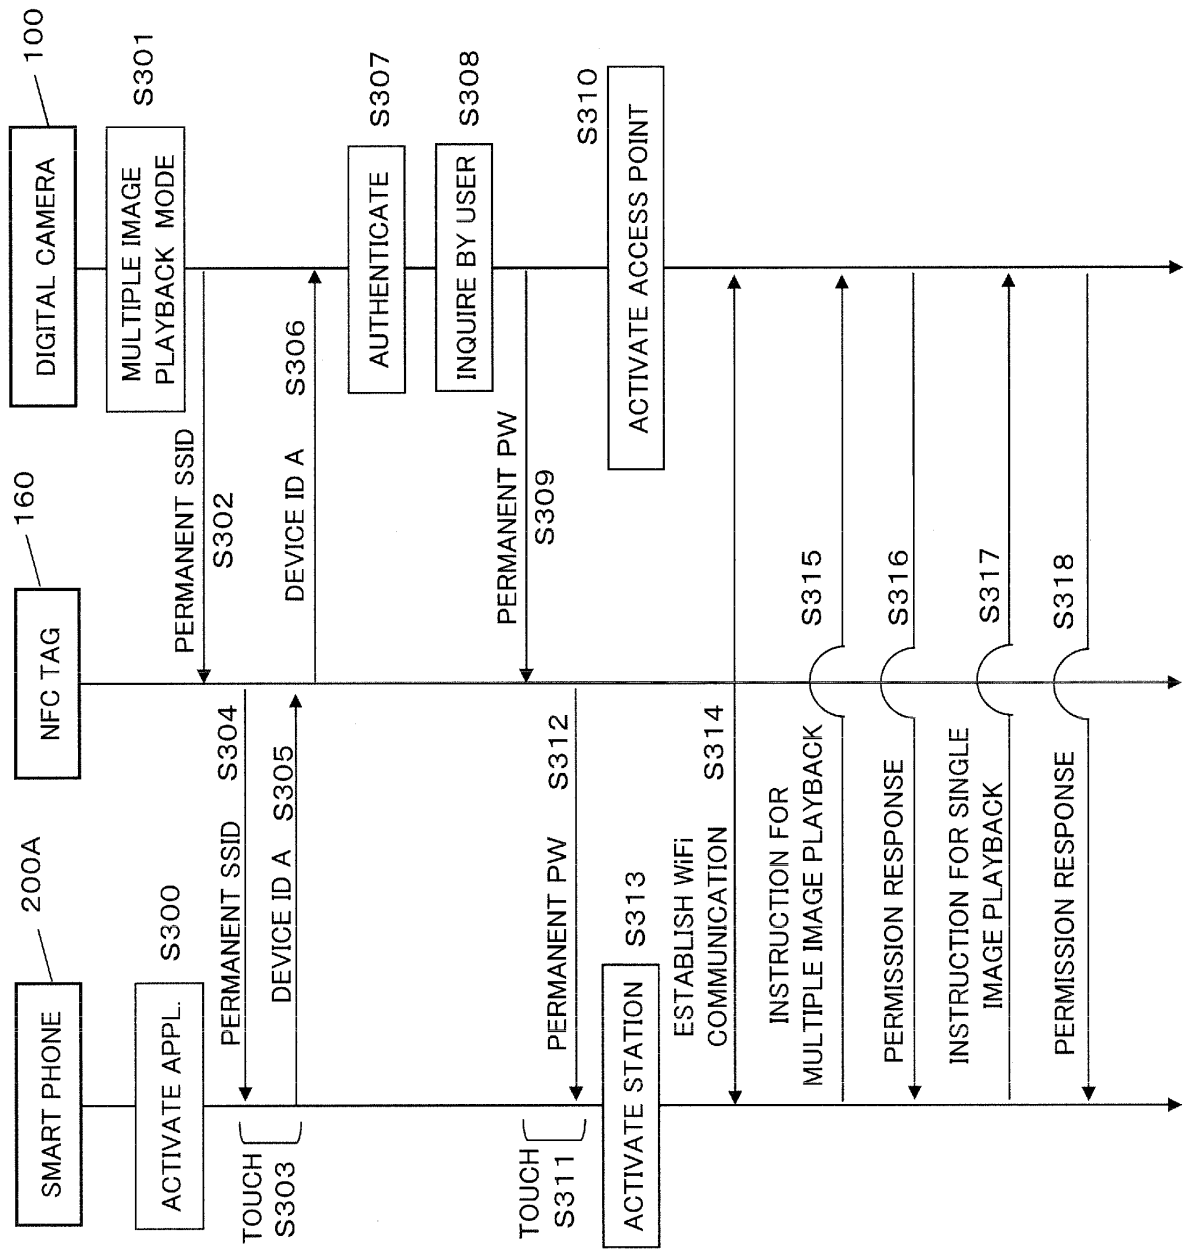 SMART PHONE
200A
NFC TAG
160
DIGITAL CAMERA
100
ACTIVATE APPL.
S300
MULTIPLE IMAGE
PLAYBACK MODE
S301
PERMANENT SSID
S302
TOUCH
S303
PERMANENT SSID
S304
DEVICE ID A
S305
DEVICE ID A
S306
AUTHENTICATE
S307
INQUIRE BY USER
S308
PERMANENT PW
S309
ACTIVATE ACCESS POINT
S310
TOUCH
S311
PERMANENT PW
S312
ACTIVATE STATION
S313
ESTABLISH WiFi
COMMUNICATION
S314
INSTRUCTION FOR
MULTIPLE IMAGE PLAYBACK
S315
PERMISSION RESPONSE
S316
INSTRUCTION FOR SINGLE
IMAGE PLAYBACK
S317
PERMISSION RESPONSE
S318